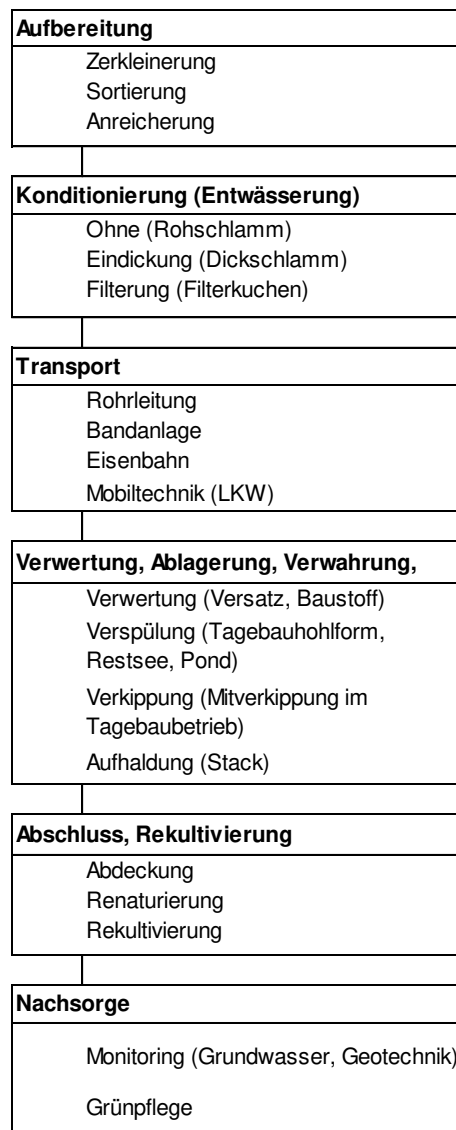 Aufbereitung
Zerkleinerung
Sortierung
Anreicherung
Konditionierung (Entwässerung)
Ohne (Rohschlamm)
Eindickung (Dickschlamm)
Filterung (Filterkuchen)
Transport
Rohrleitung
Bandanlage
Eisenbahn
Mobiltechnik (LKW)
Verwertung, Ablagerung, Verwahrung,
Verwertung (Versatz, Baustoff)
Verspülung (Tagebauhohlform,
Restsee, Pond)
Verkippung (Mitverkippung im
Tagebaubetrieb)
Aufhaldung (Stack)
Abschluss, Rekultivierung
Abdeckung
Renaturierung
Rekultivierung
Nachsorge
Monitoring (Grundwasser, Geotechnik)
Grünpflege